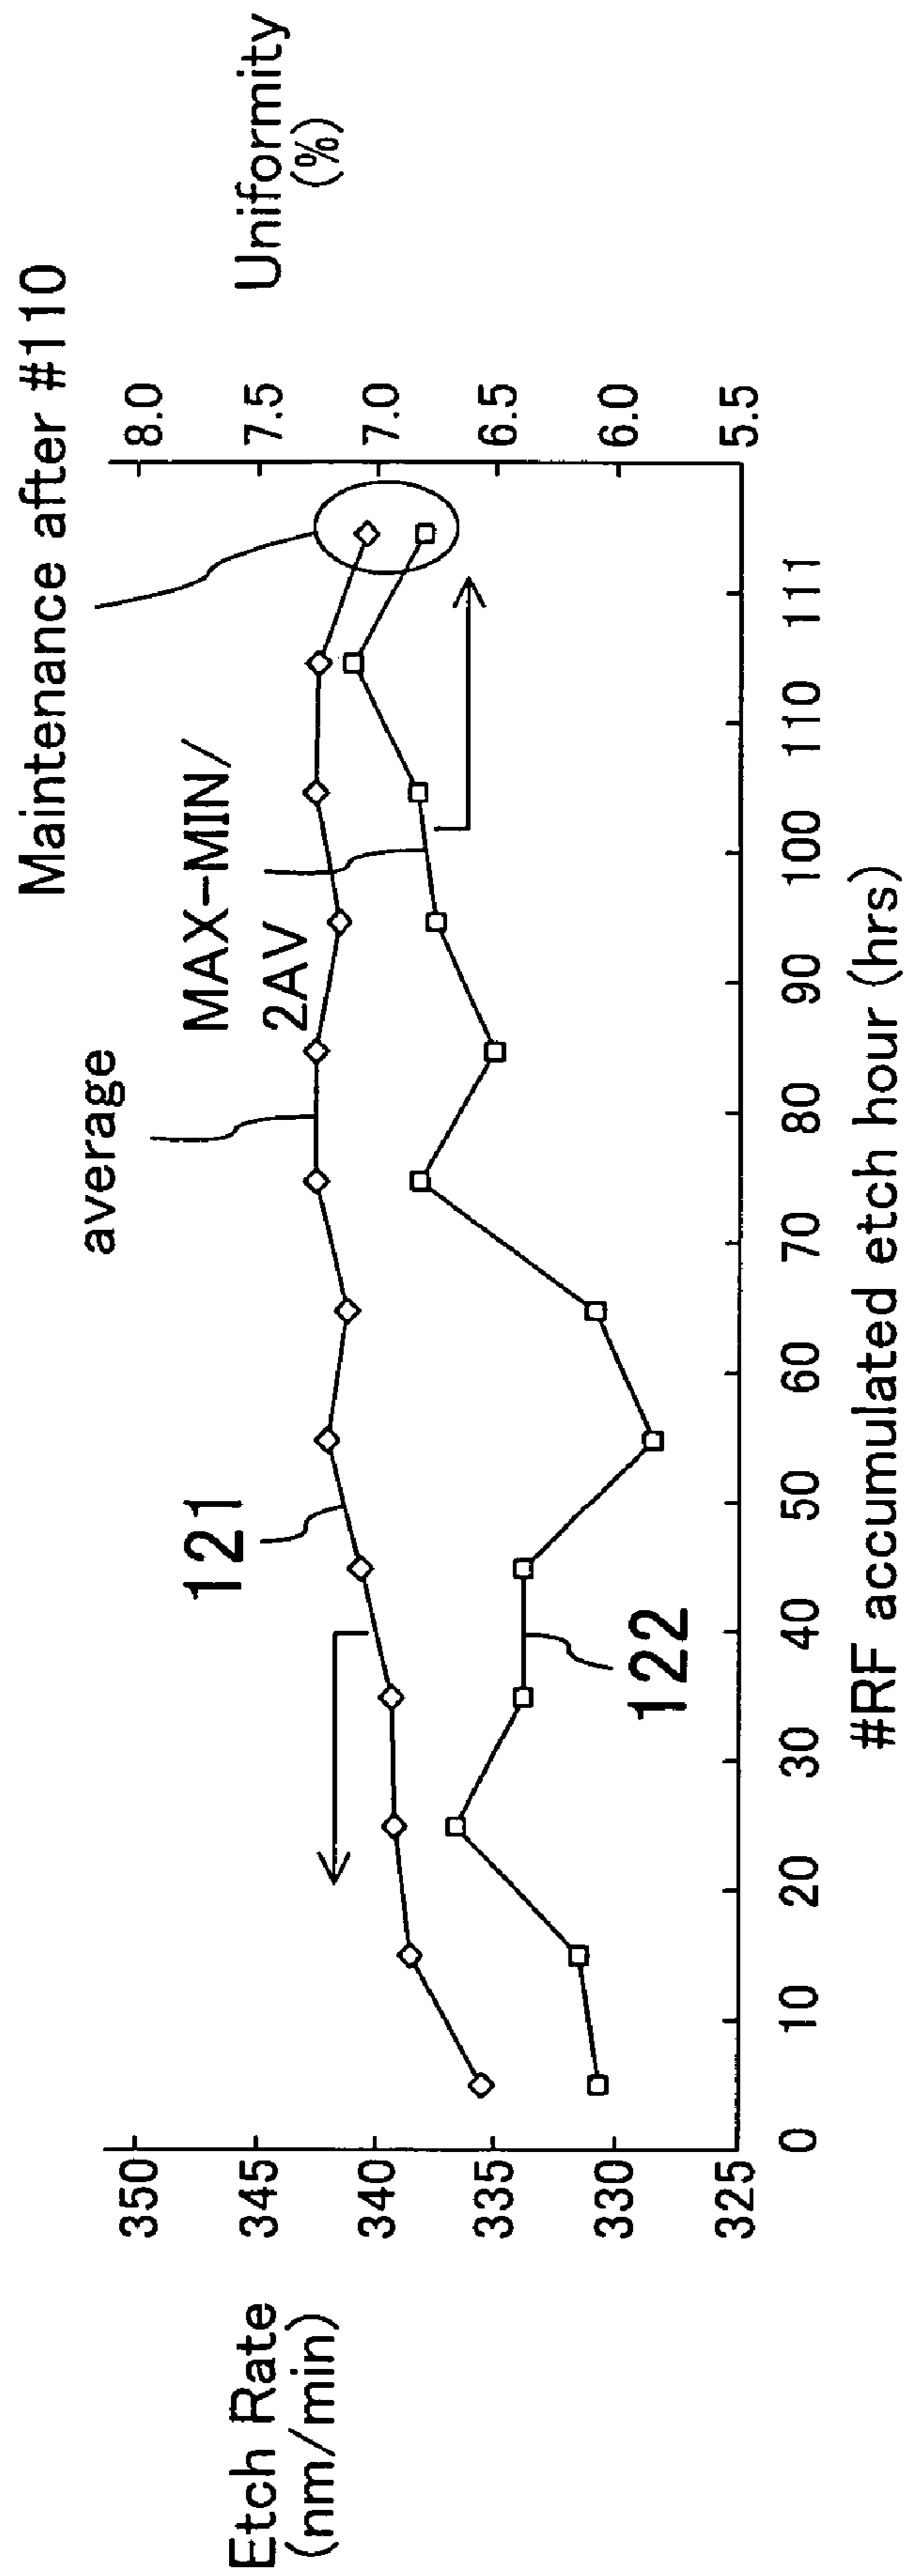 Maintenance after #110
average
MAX-MIN/
2AV
121
122
Etch Rate
(nm/min)
350
345
340
335
330
325
Uniformity
(%)
8.0
7.5
7.0
6.5
6.0
5.5
0 10 20 30 40 50 60 70 80 90 100 110 111
#RF accumulated etch hour (hrs)